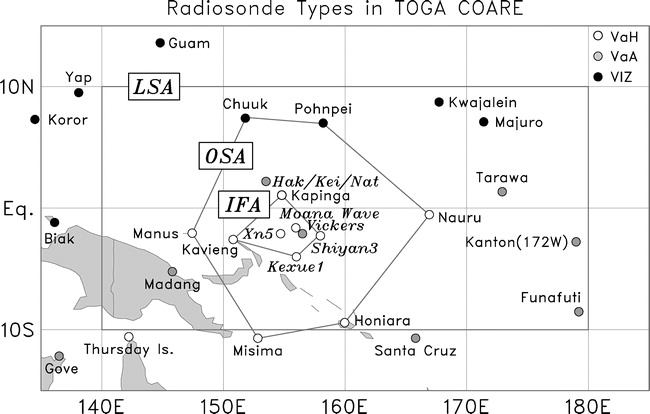 Radiosonde Types in TOGA COARE
VaH
VaA
VIZ
Guam
Yap
10N
LSA
Koror
Chuuk
Pohnpei
Kwajalein
Majuro
OSA
Hak/Kei/Nat
Tarawa
IFA
Kapinga
Eq.
Moana Wave
Nauru
Biak
Manus
Xn5
Vickers
Kavieng
Shiyan3
Kanton(172W)
Kexue1
Madang
Funafuti
10S
Honiara
Thursday Is.
Misima
Santa Cruz
Gove
140E
150E
160E
170E
180E